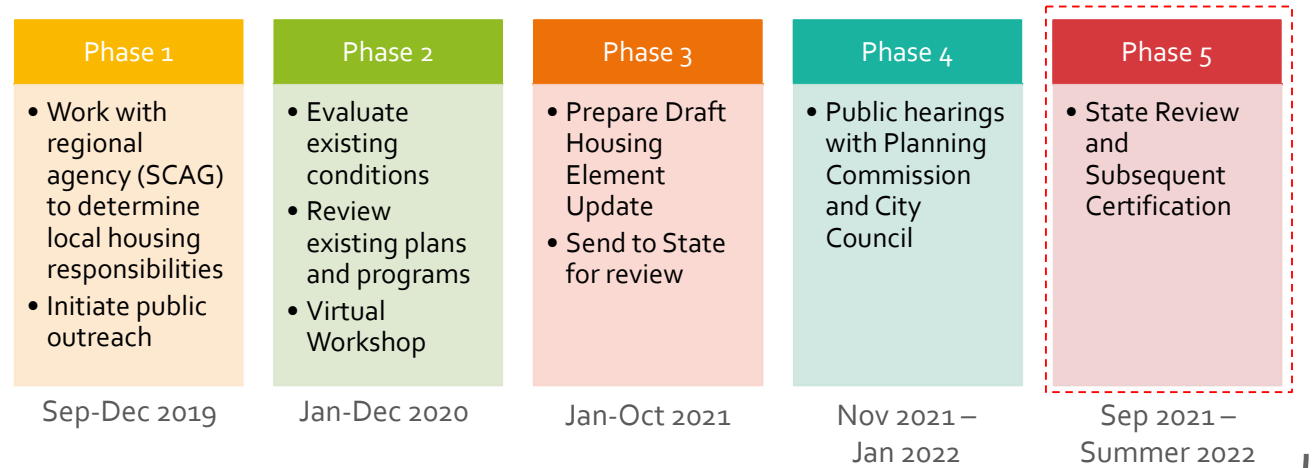 Phase 1
• Work with
regional
agency (SCAG)
to determine
local housing
responsibilities
• Initiate public
outreach
Sep-Dec 2019
Phase 2
• Evaluate
existing
conditions
• Review
existing plans
and programs
• Virtual
Workshop
Jan-Dec 2020
Phase 3
• Prepare Draft
Housing
Element
Update
• Send to State
for review
Jan-Oct 2021
Phase 4
• Public hearings
with Planning
Commission
and City
Council
Nov 2021 –
Jan 2022
Phase 5
• State Review
and
Subsequent
Certification
Sep 2021 –
Summer 2022